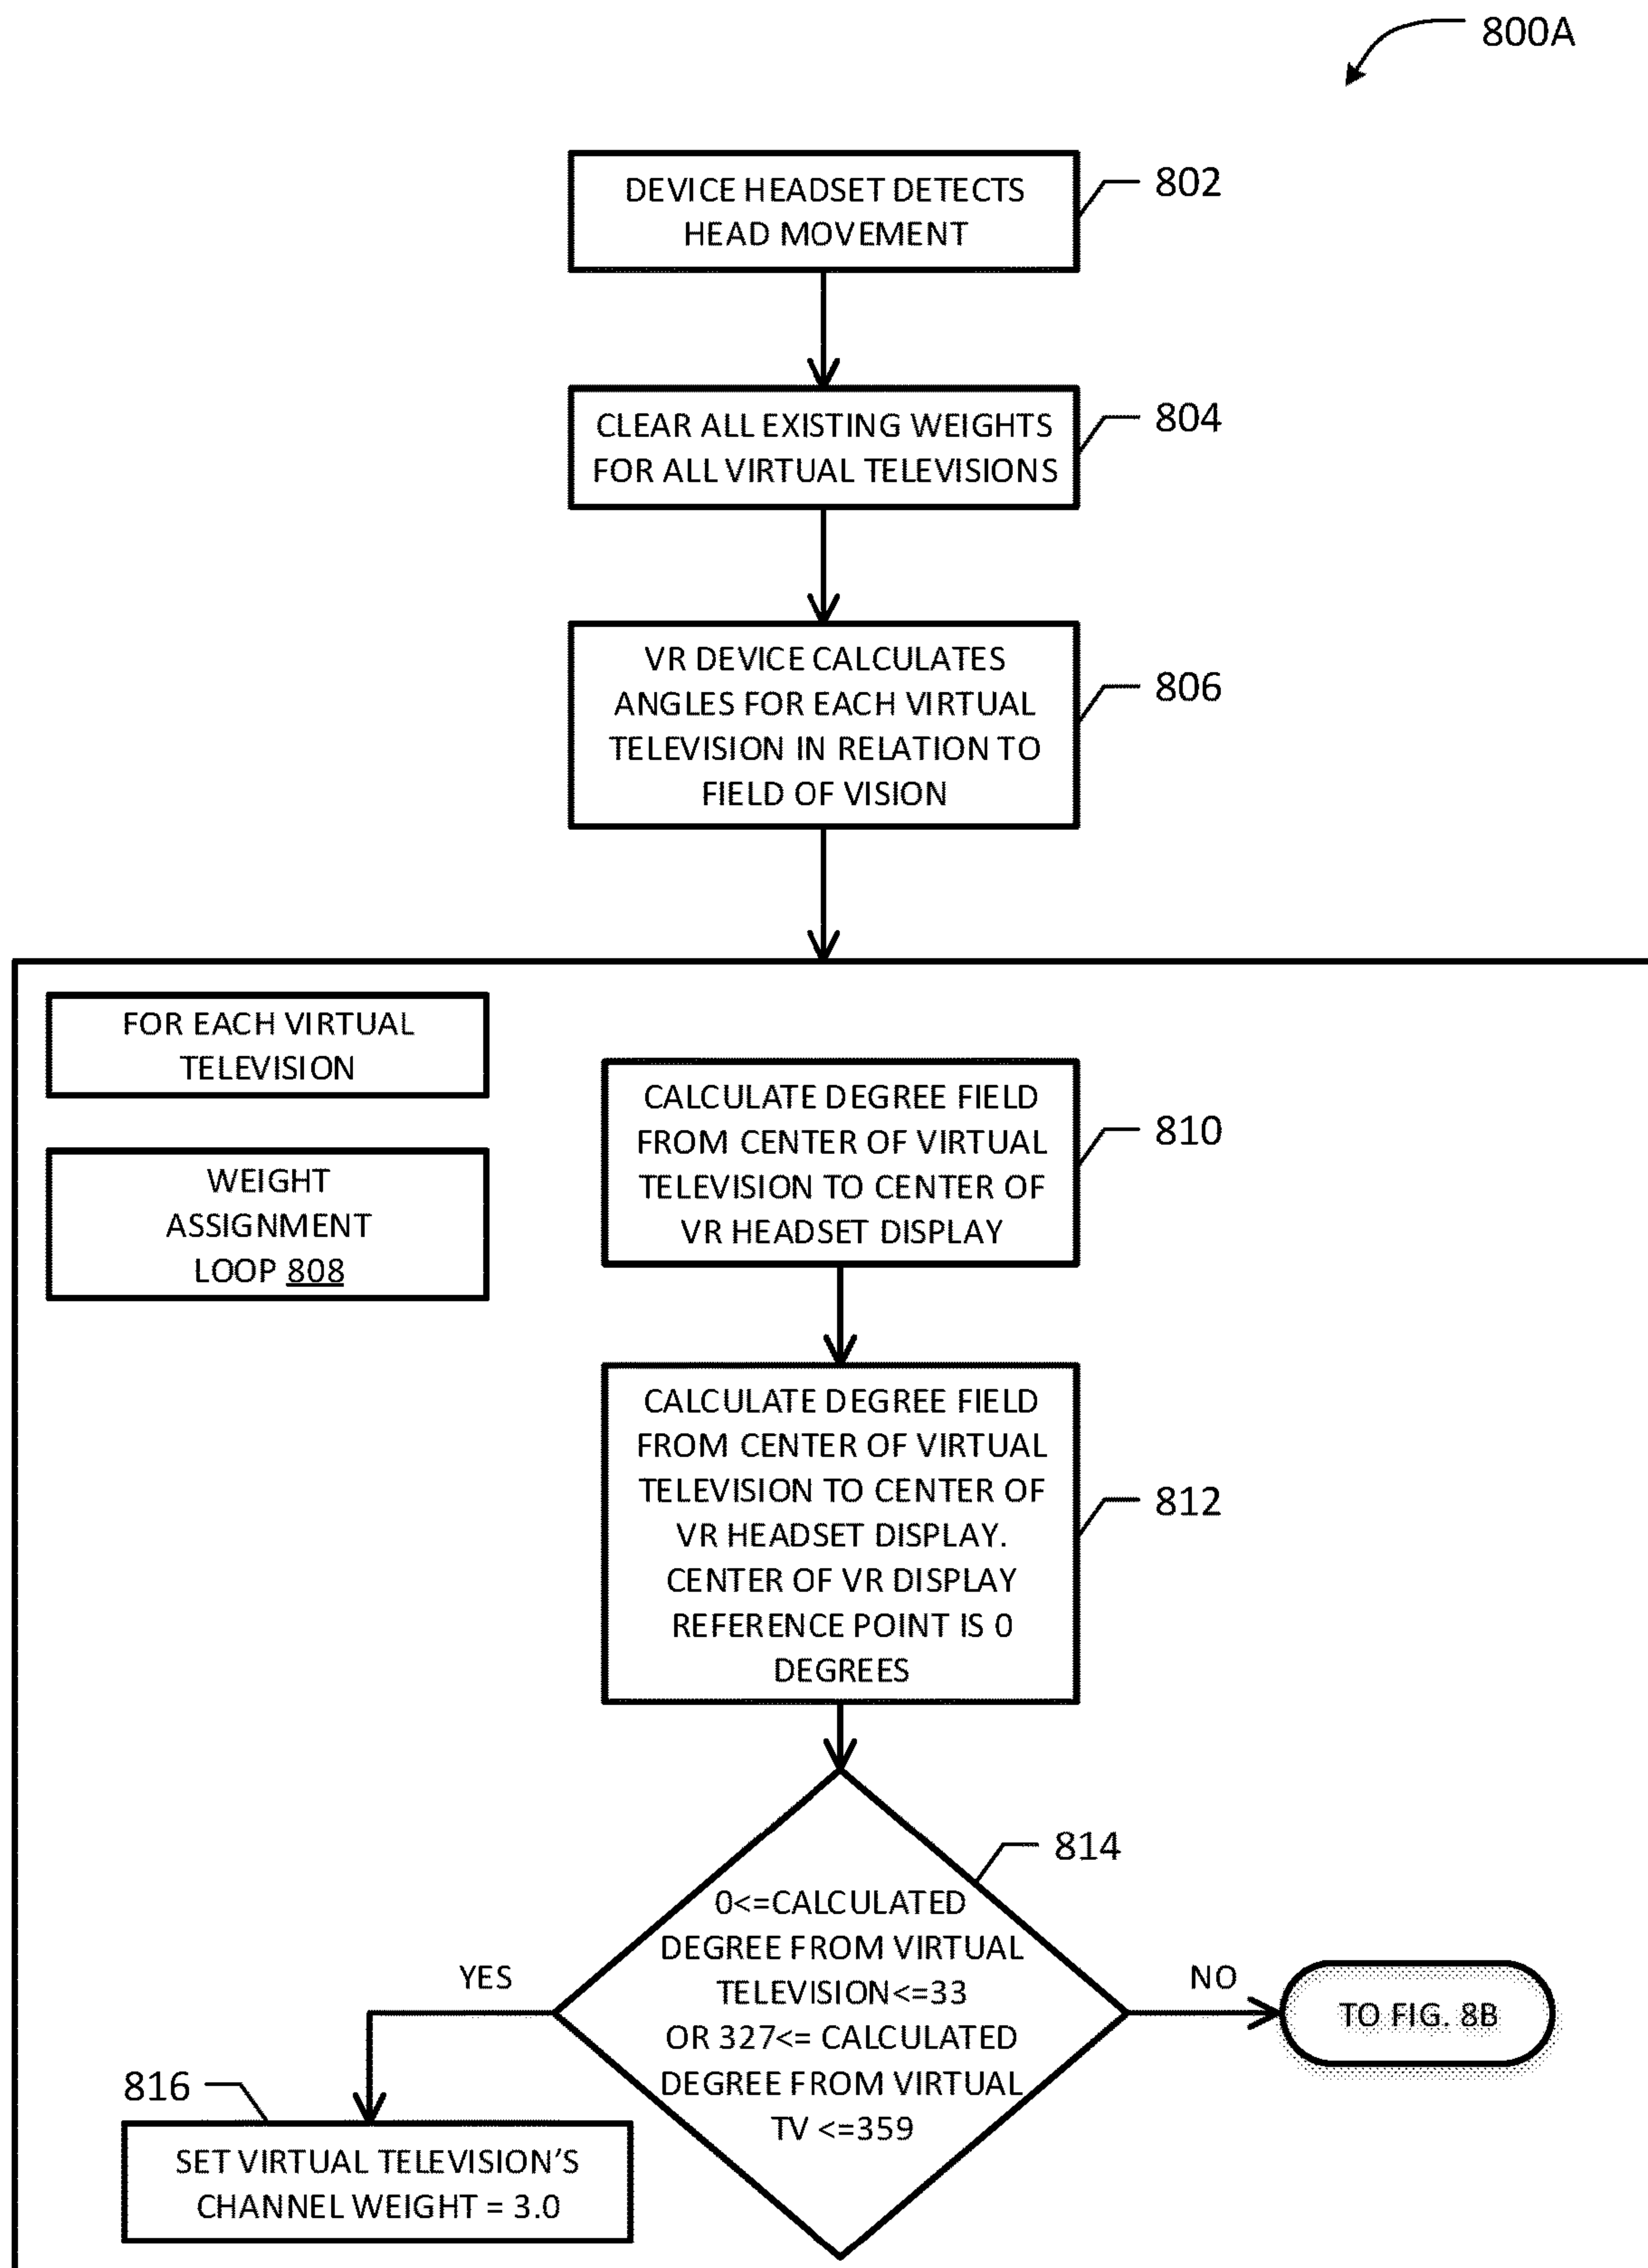 800A
DEVICE HEADSET DETECTS
HEAD MOVEMENT
802
CLEAR ALL EXISTING WEIGHTS
FOR ALL VIRTUAL TELEVISIONS
804
VR DEVICE CALCULATES
ANGLES FOR EACH VIRTUAL
TELEVISION IN RELATION TO
FIELD OF VISION
806
FOR EACH VIRTUAL
TELEVISION
WEIGHT
ASSIGNMENT
LOOP 808
CALCULATE DEGREE FIELD
FROM CENTER OF VIRTUAL
TELEVISION TO CENTER OF
VR HEADSET DISPLAY
810
CALCULATE DEGREE FIELD
FROM CENTER OF VIRTUAL
TELEVISION TO CENTER OF
VR HEADSET DISPLAY.
CENTER OF VR DISPLAY
REFERENCE POINT IS 0
DEGREES
812
814
0<=CALCULATED
DEGREE FROM VIRTUAL
TELEVISION<=33
OR 327<= CALCULATED
DEGREE FROM VIRTUAL
TV <=359
YES
NO
TO FIG. 8B
816
SET VIRTUAL TELEVISION'S
CHANNEL WEIGHT = 3.0